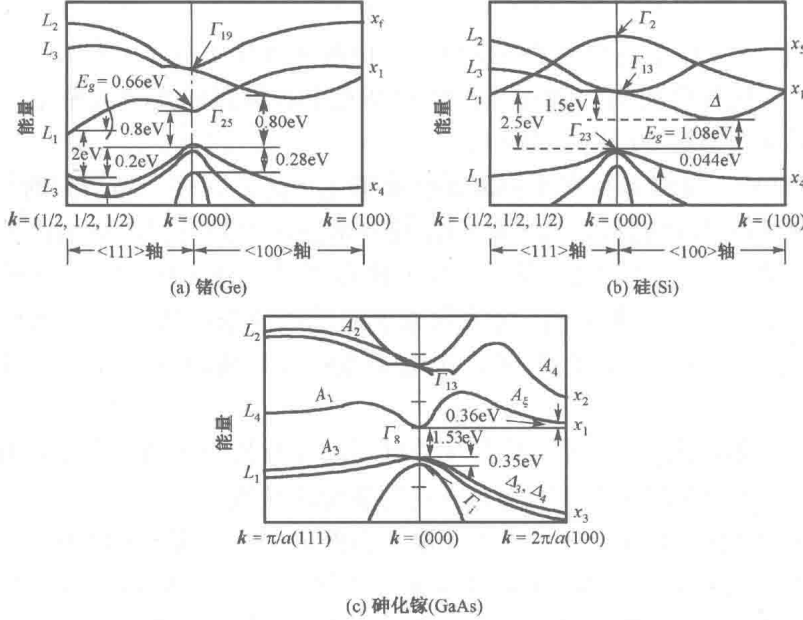 L₂
L₃
L₁
L₃
Γ₁₉
E_g = 0.66eV
Γ₂₅
0.8eV
0.80eV
2eV
0.2eV
0.28eV
x_f
x₁
x₄
能量
k = (1/2, 1/2, 1/2)
k = (000)
k = (100)
<111>轴
<100>轴
(a) 锗(Ge)
L₂
L₃
L₁
L₁
Γ₂
Γ₁₃
1.5eV
Δ
2.5eV
E_g = 1.08eV
Γ₂₃
0.044eV
x₅
x₁
x₄
能量
k = (1/2, 1/2, 1/2)
k = (000)
k = (100)
<111>轴
<100>轴
(b) 硅(Si)
L₂
A₂
Γ₁₃
A₄
A₁
A_ξ
x₂
L₄
0.36eV
x₁
Γ₈
1.53eV
A₃
0.35eV
L₁
Δ₃, Δ₄
Γ_i
x₃
能量
k = π/a(111)
k = (000)
k = 2π/a(100)
(c) 砷化镓(GaAs)